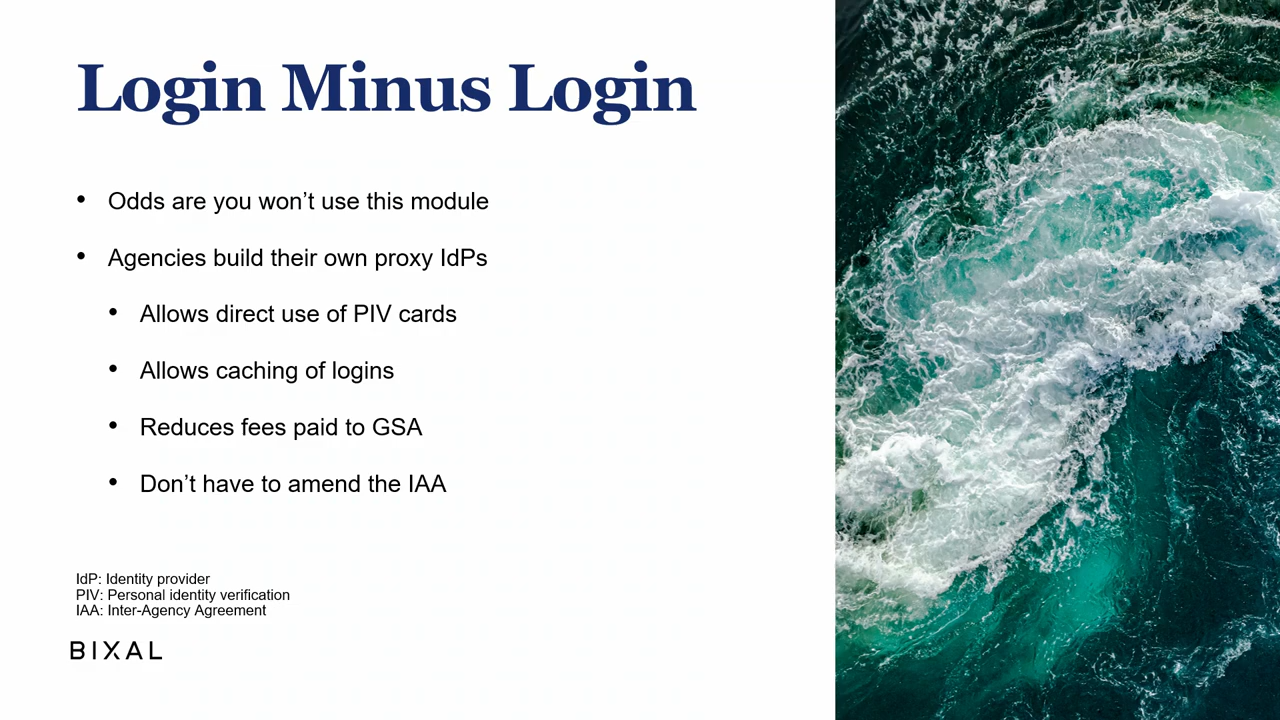 Login Minus Login
• Odds are you won’t use this module
• Agencies build their own proxy IdPs
• Allows direct use of PIV cards
• Allows caching of logins
• Reduces fees paid to GSA
• Don’t have to amend the IAA
IdP: Identity provider
PIV: Personal identity verification
IAA: Inter-Agency Agreement
BIXAL